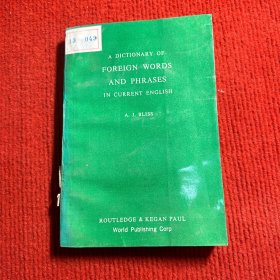 A DICTIONARY OF
FOREIGN WORDS
AND PHRASES
IN CURRENT ENGLISH
A. J. BLISS
ROUTLEDGE & KEGAN PAUL
World Publishing Corp